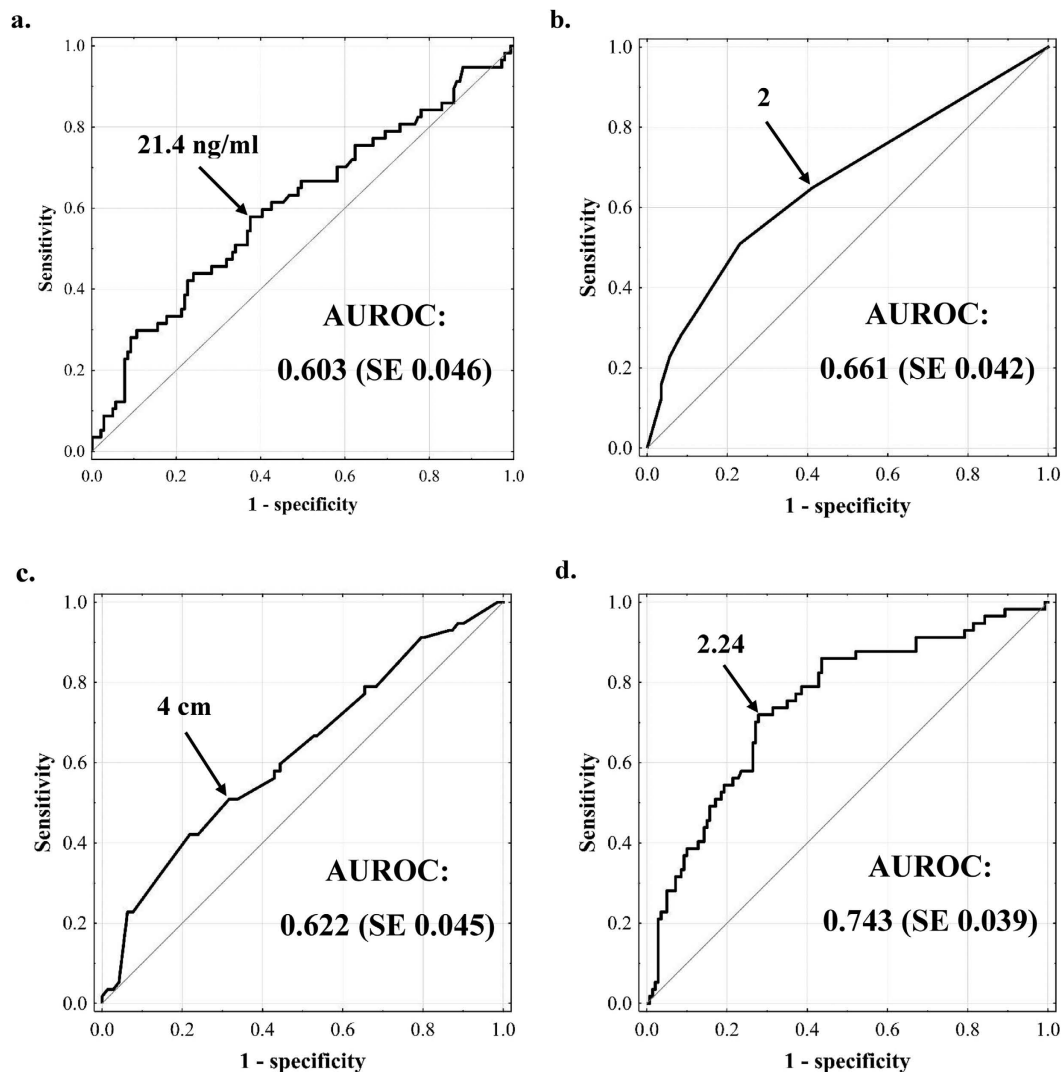 a.
1.0
0.8
0.6
0.4
0.2
0.0
Sensitivity
21.4 ng/ml
AUROC:
0.603 (SE 0.046)
0.0 0.2 0.4 0.6 0.8 1.0
1 - specificity
b.
1.0
0.8
0.6
0.4
0.2
0.0
Sensitivity
2
AUROC:
0.661 (SE 0.042)
0.0 0.2 0.4 0.6 0.8 1.0
1 - specificity
c.
1.0
0.8
0.6
0.4
0.2
0.0
Sensitivity
4 cm
AUROC:
0.622 (SE 0.045)
0.0 0.2 0.4 0.6 0.8 1.0
1 - specificity
d.
1.0
0.8
0.6
0.4
0.2
0.0
Sensitivity
2.24
AUROC:
0.743 (SE 0.039)
0.0 0.2 0.4 0.6 0.8 1.0
1 - specificity